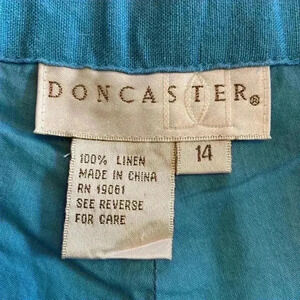 DONCASTER®
14
100% LINEN
MADE IN CHINA
RN 19061
SEE REVERSE
FOR CARE